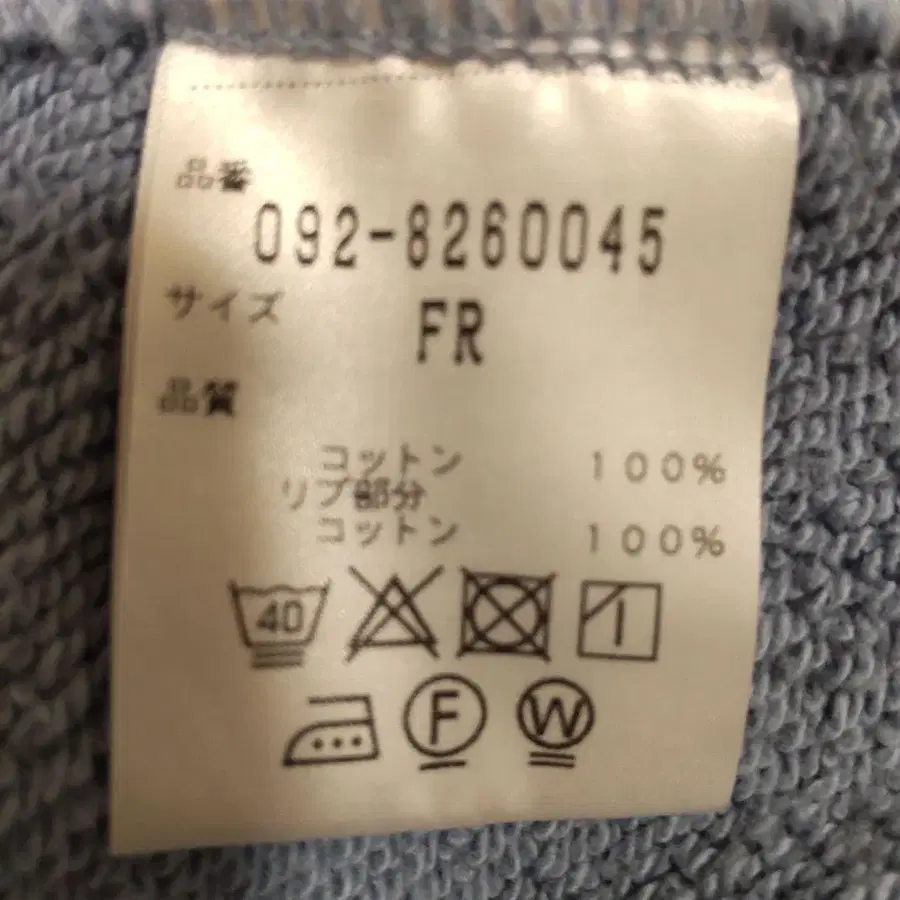 品番
092-8260045
サイズ
FR
品質
コットン 100%
リブ部分
コットン 100%
40
F
W